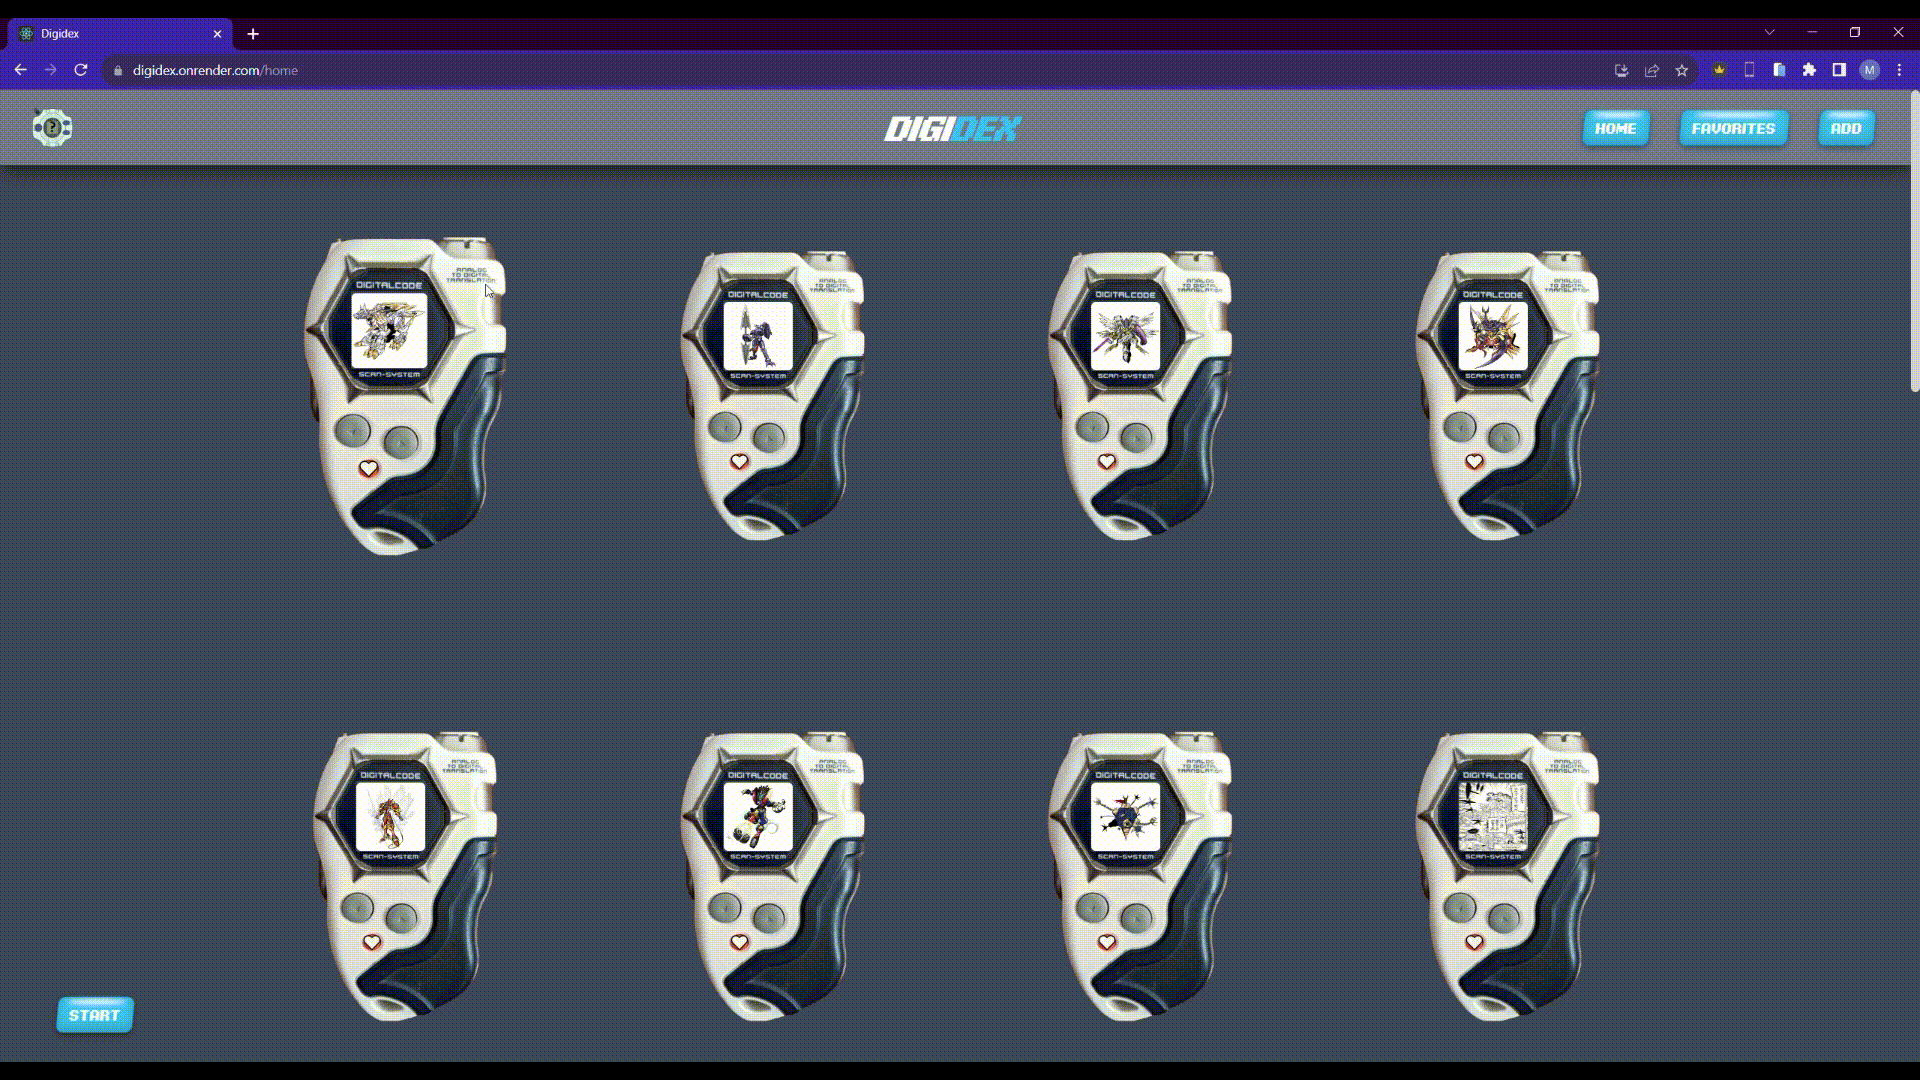 Digidex
digidex.onrender.com/home
M
?
DIGIDEX
HOME
FAVORITES
ADD
ANALOG
TO DIGITAL
TRANSLATION
DIGITALCODE
SCAN-SYSTEM
ANALOG
TO DIGITAL
TRANSLATION
DIGITALCODE
SCAN-SYSTEM
ANALOG
TO DIGITAL
TRANSLATION
DIGITALCODE
SCAN-SYSTEM
ANALOG
TO DIGITAL
TRANSLATION
DIGITALCODE
SCAN-SYSTEM
ANALOG
TO DIGITAL
TRANSLATION
DIGITALCODE
SCAN-SYSTEM
ANALOG
TO DIGITAL
TRANSLATION
DIGITALCODE
SCAN-SYSTEM
ANALOG
TO DIGITAL
TRANSLATION
DIGITALCODE
SCAN-SYSTEM
ANALOG
TO DIGITAL
TRANSLATION
DIGITALCODE
SCAN-SYSTEM
START